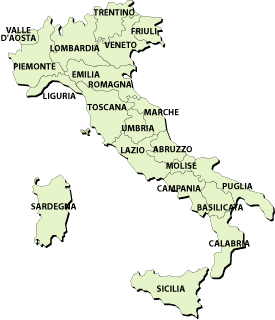 TRENTINO
VALLE
D'AOSTA
FRIULI
LOMBARDIA
VENETO
PIEMONTE
EMILIA
ROMAGNA
LIGURIA
TOSCANA
MARCHE
UMBRIA
LAZIO
ABRUZZO
MOLISE
CAMPANIA
PUGLIA
SARDEGNA
BASILICATA
CALABRIA
SICILIA